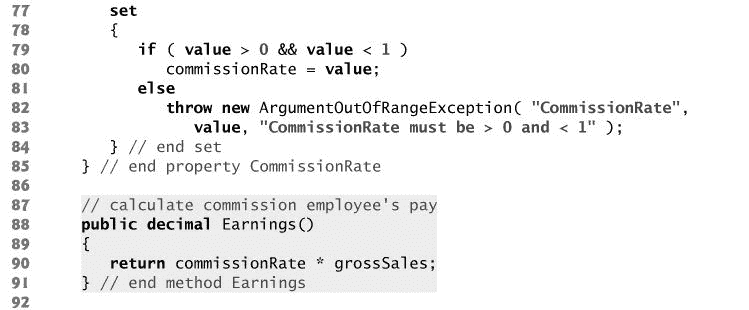 77 set
78 {
79 if ( value > 0 && value < 1 )
80 commissionRate = value;
81 else
82 throw new ArgumentOutOfRangeException( "CommissionRate",
83 value, "CommissionRate must be > 0 and < 1" );
84 } // end set
85 } // end property CommissionRate
86
87 // calculate commission employee's pay
88 public decimal Earnings()
89 {
90 return commissionRate * grossSales;
91 } // end method Earnings
92